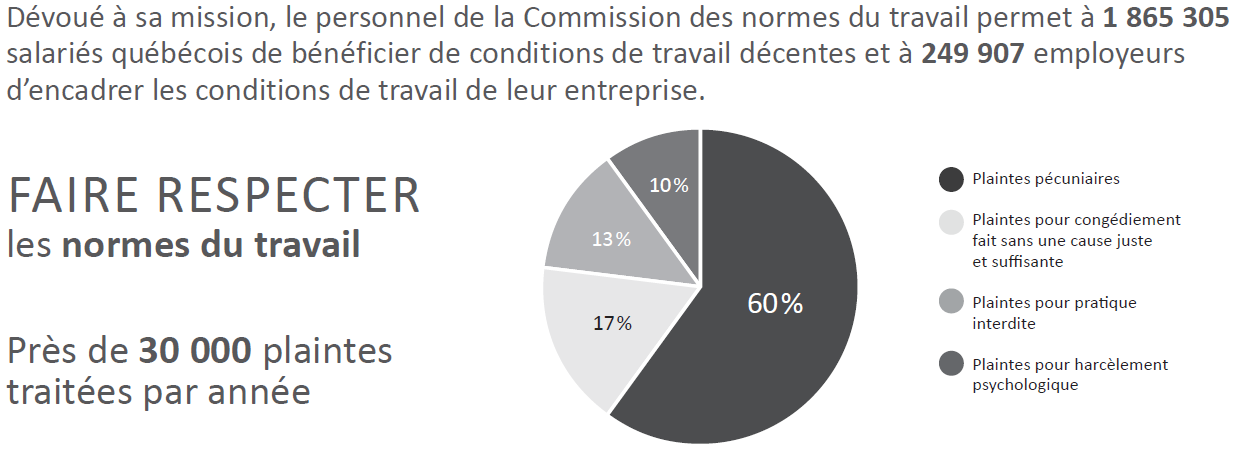 Dévoué à sa mission, le personnel de la Commission des normes du travail permet à 1 865 305
salariés québécois de bénéficier de conditions de travail décentes et à 249 907 employeurs
d’encadrer les conditions de travail de leur entreprise.
FAIRE RESPECTER
les normes du travail
Près de 30 000 plaintes
traitées par année
10%
13%
17%
60%
Plaintes pécuniaires
Plaintes pour congédiement
fait sans une cause juste
et suffisante
Plaintes pour pratique
interdite
Plaintes pour harcèlement
psychologique